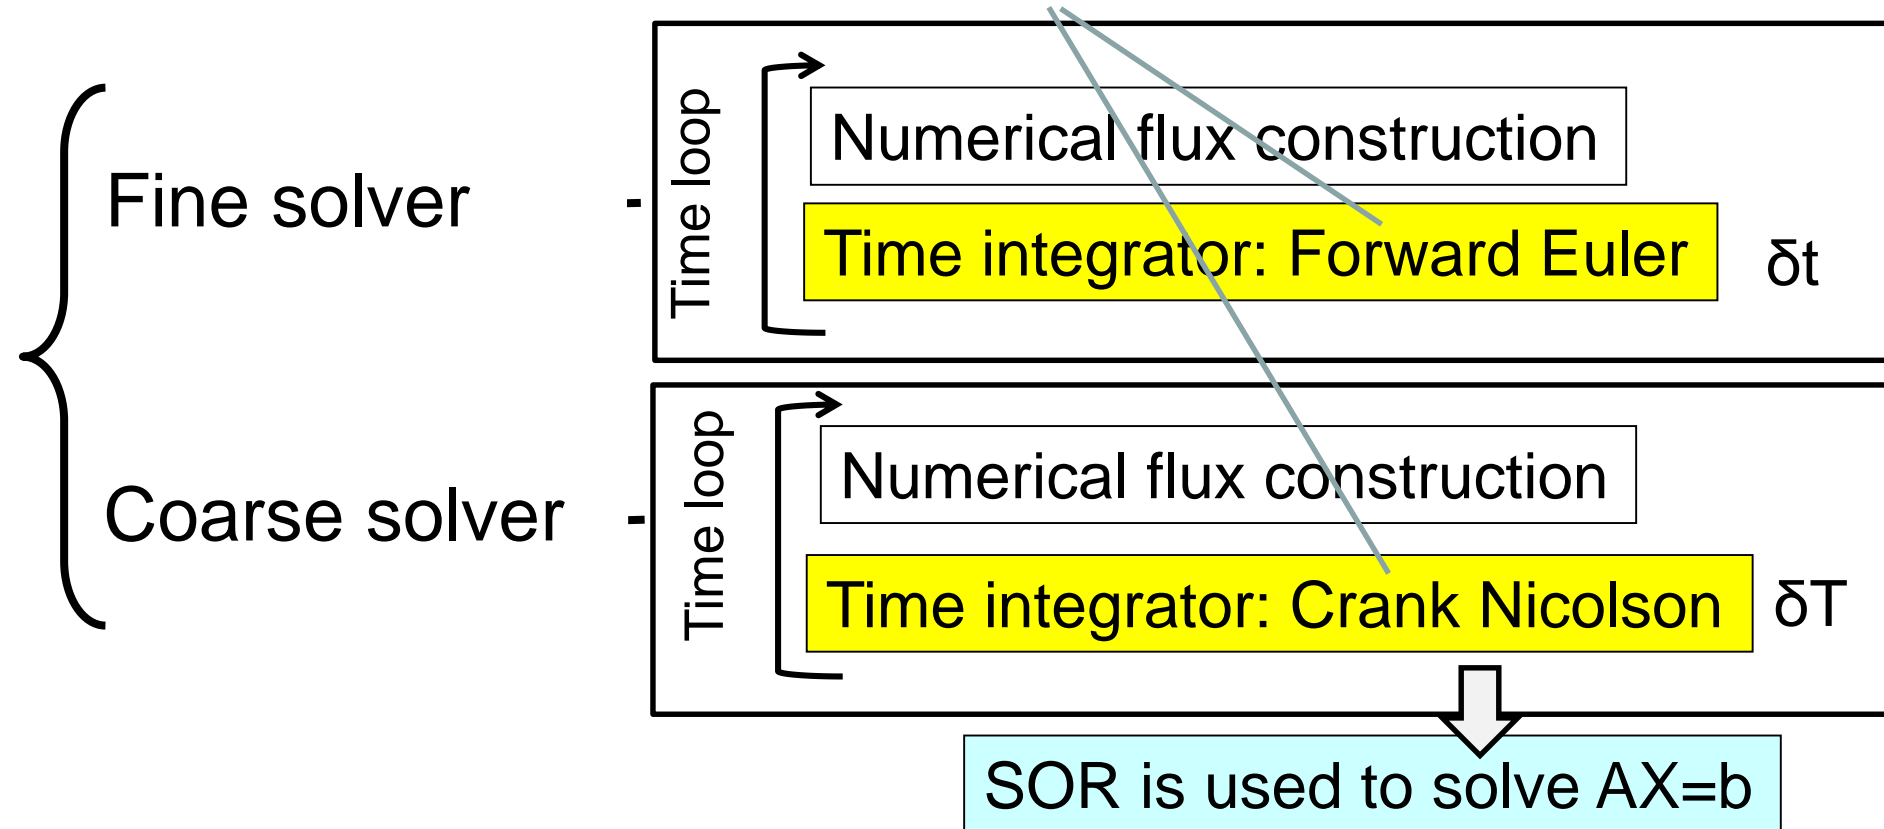 Fine solver
Time loop
Numerical flux construction
Time integrator: Forward Euler
δt
Coarse solver
Time loop
Numerical flux construction
Time integrator: Crank Nicolson
δT
SOR is used to solve AX=b